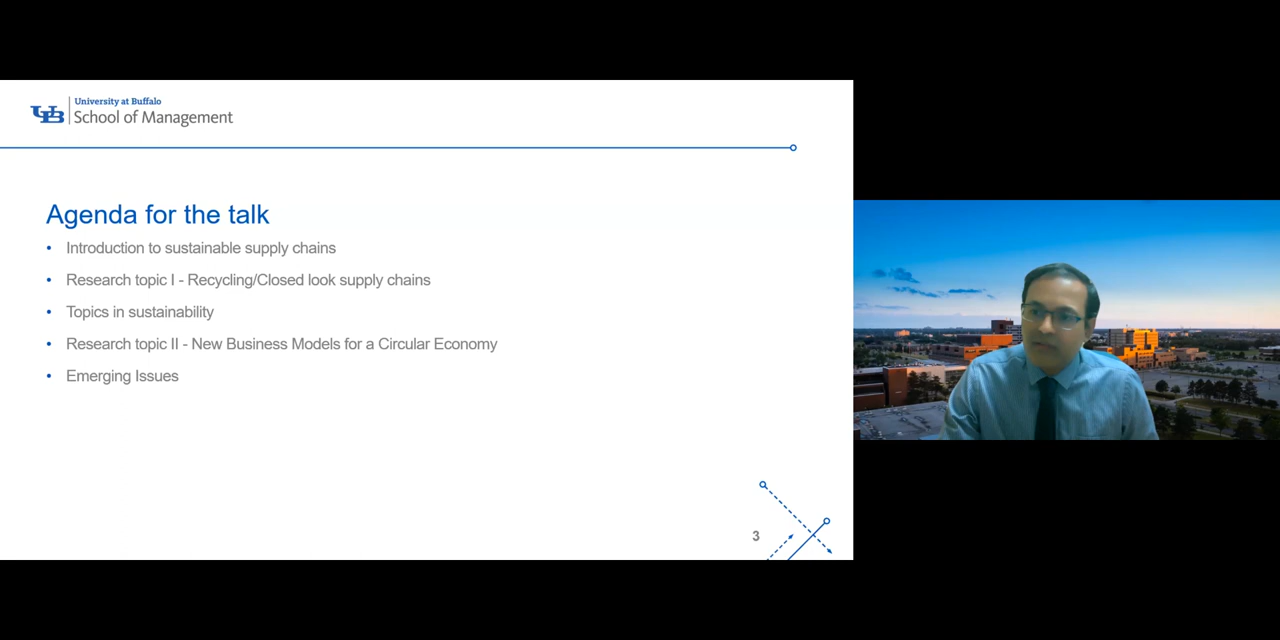 University at Buffalo
School of Management
Agenda for the talk
• Introduction to sustainable supply chains
• Research topic I - Recycling/Closed look supply chains
• Topics in sustainability
• Research topic II - New Business Models for a Circular Economy
• Emerging Issues
3